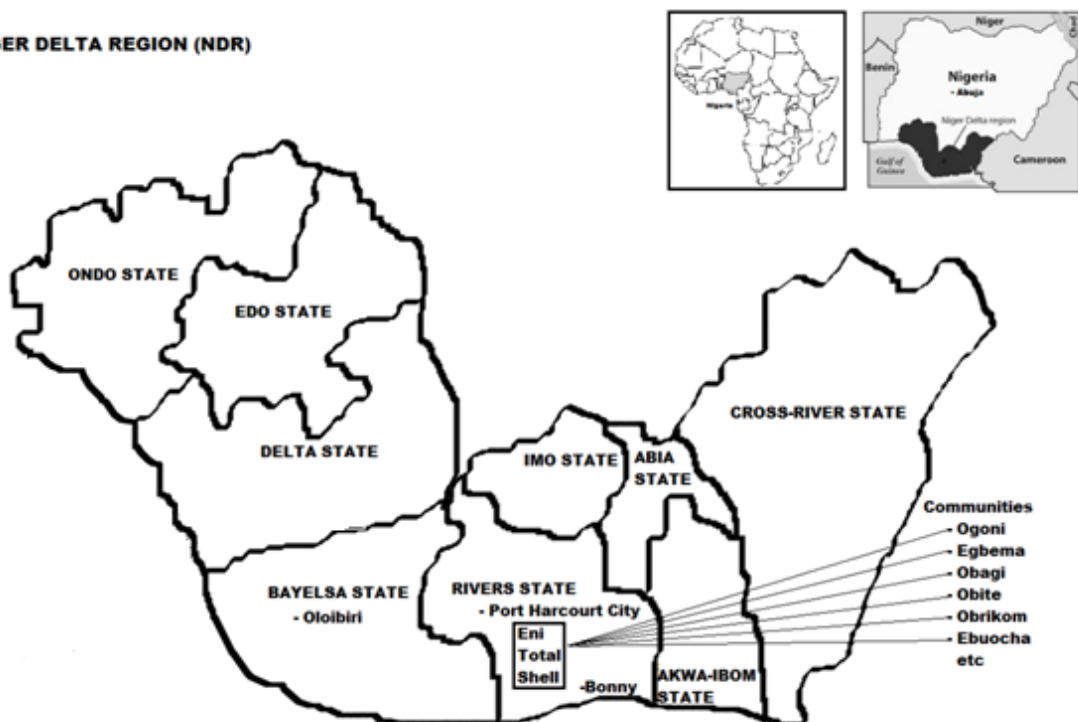 GER DELTA REGION (NDR)
Nigeria
Niger
Chad
Benin
Nigeria
- Abuja
Niger Delta region
Gulf of
Guinea
Cameroon
ONDO STATE
EDO STATE
DELTA STATE
CROSS-RIVER STATE
IMO STATE
ABIA
STATE
BAYELSA STATE
- Oloibiri
RIVERS STATE
- Port Harcourt City
Eni
Total
Shell
-Bonny
AKWA-IBOM
STATE
Communities
- Ogoni
- Egbema
- Obagi
- Obite
- Obrikom
- Ebuocha
etc